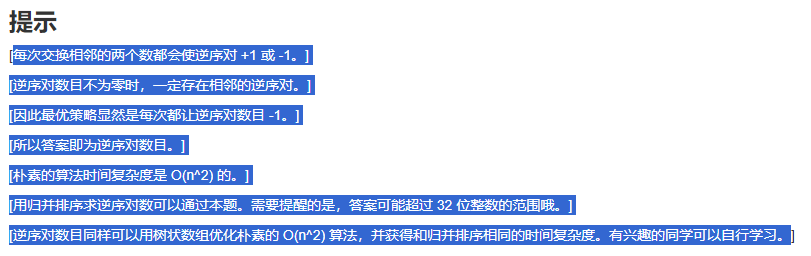 提示
[每次交换相邻的两个数都会使逆序对 +1 或 -1。]
[逆序对数目不为零时，一定存在相邻的逆序对。]
[因此最优策略显然是每次都让逆序对数目 -1。]
[所以答案即为逆序对数目。]
[朴素的算法时间复杂度是 O(n^2) 的。]
[用归并排序求逆序对数可以通过本题。需要提醒的是，答案可能超过 32 位整数的范围哦。]
[逆序对数目同样可以用树状数组优化朴素的 O(n^2) 算法，并获得和归并排序相同的时间复杂度。有兴趣的同学可以自行学习。]